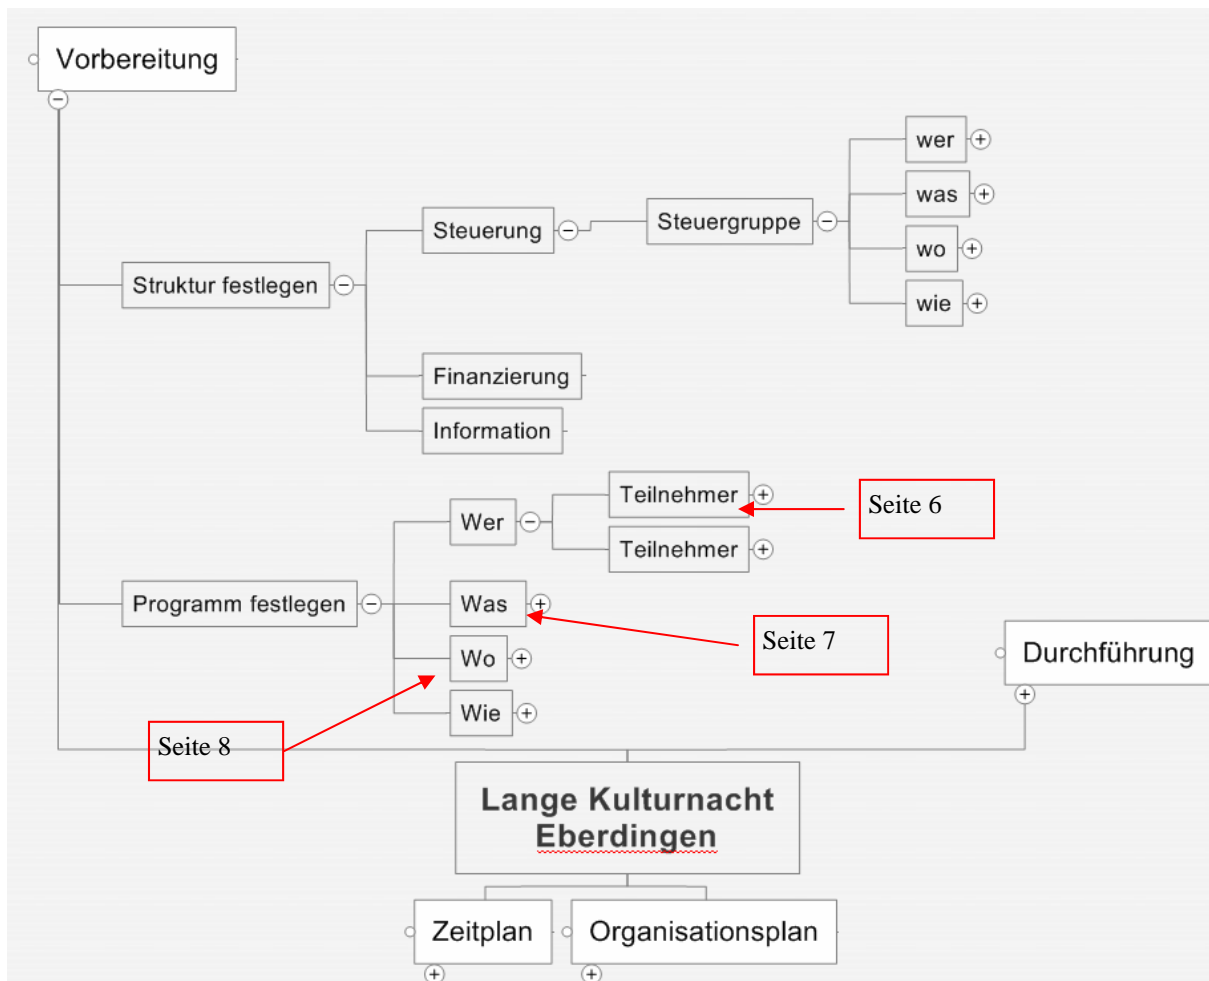 Vorbereitung
wer
was
Steuergruppe
Steuerung
wo
Struktur festlegen
wie
Finanzierung
Information
Teilnehmer
Seite 6
Wer
Teilnehmer
Programm festlegen
Was
Seite 7
Wo
Durchführung
Wie
Seite 8
Lange Kulturnacht
Eberdingen
Zeitplan
Organisationsplan